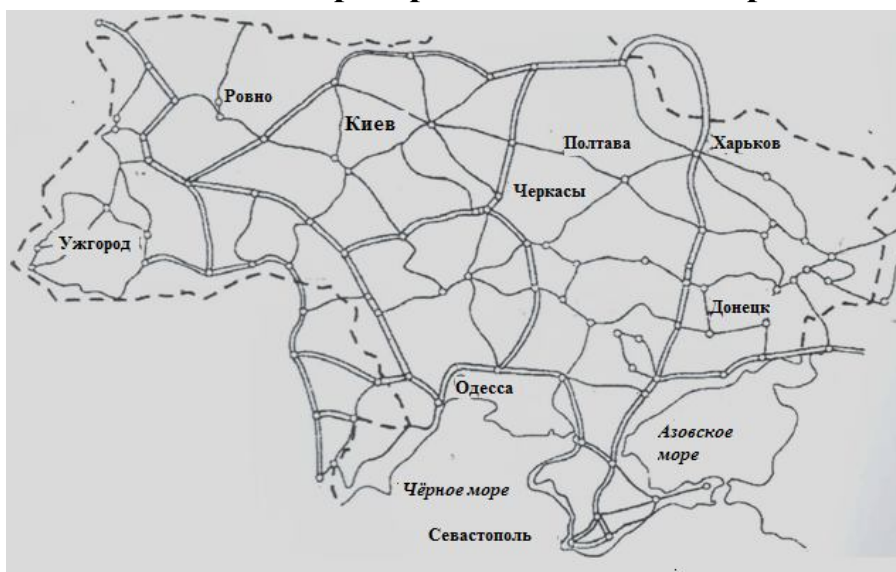 Ровно
Киев
Полтава
Харьков
Черкасы
Ужгород
Донецк
Одесса
Азовское
море
Чёрное море
Севастополь